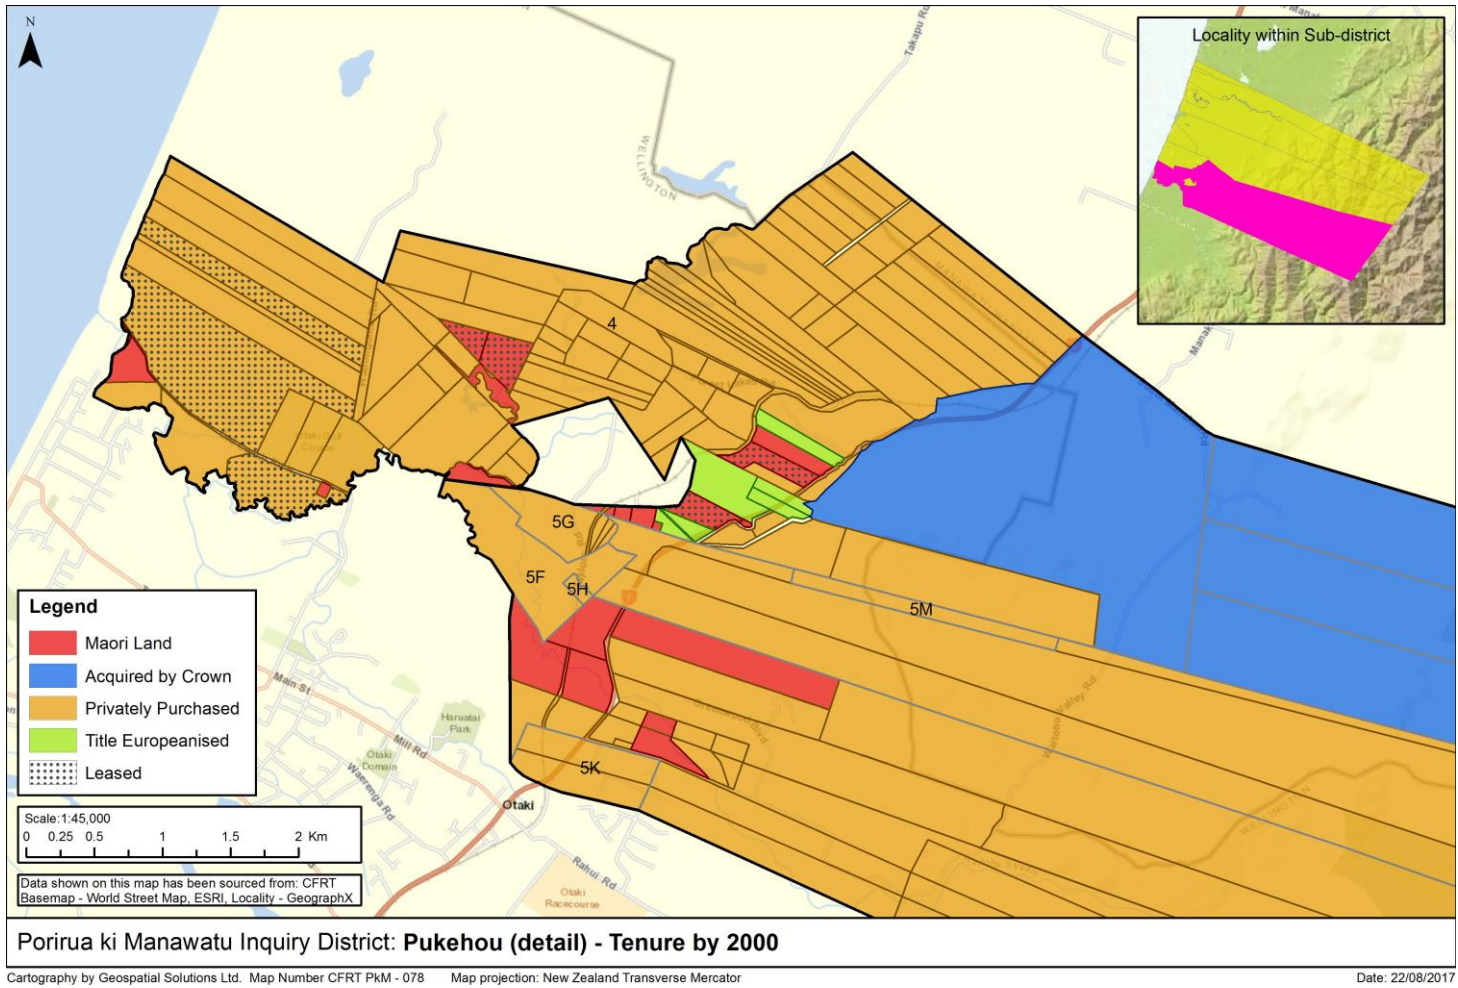 N
Locality within Sub-district
Takapu Rd
WELLINGTON
4
5G
5F
5H
5M
5K
Legend
Maori Land
Acquired by Crown
Privately Purchased
Title Europeanised
Leased
Main St
Mill Rd
Haruatai
Park
Otaki
Domain
Waerenga Rd
Otaki
Rahui Rd
Otaki
Racecourse
Greenwood Blvd
Waitohu Valley Rd
WELLINGTON
Scale:1:45,000
0 0.25 0.5 1 1.5 2 Km
Data shown on this map has been sourced from: CFRT
Basemap - World Street Map, ESRI, Locality - GeographX
Porirua ki Manawatu Inquiry District: Pukehou (detail) - Tenure by 2000
Cartography by Geospatial Solutions Ltd. Map Number CFRT PkM - 078 Map projection: New Zealand Transverse Mercator Date: 22/08/2017